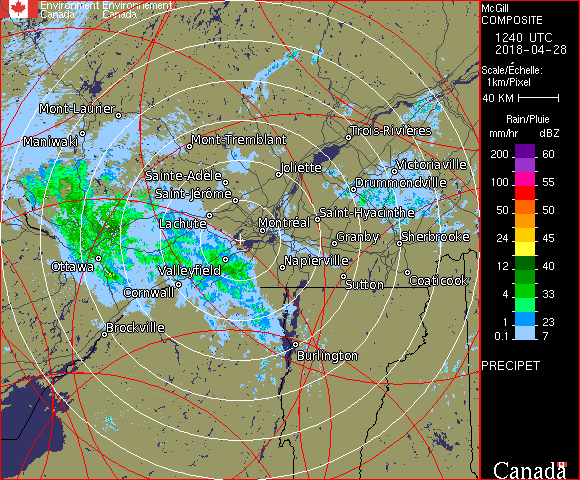 Environment Environnement
Canada Canada
McGill
COMPOSITE
1240 UTC
2018-04-28
Scale/Échelle:
1km/Pixel
40 KM
Rain/Pluie
mm/hr dBZ
200 60
150 55
100 55
50 50
24 45
12 40
4 33
1 23
0.1 7
PRECIPET
Canada
Mont-Laurier
Maniwaki
Mont-Tremblant
Trois-Rivières
Joliette
Victoriaville
Sainte-Adèle
Drummondville
Saint-Jérôme
Saint-Hyacinthe
Lachute
Montréal
Granby
Sherbrooke
Ottawa
Valleyfield
Napierville
Sutton
Coaticook
Cornwall
Brockville
Burlington